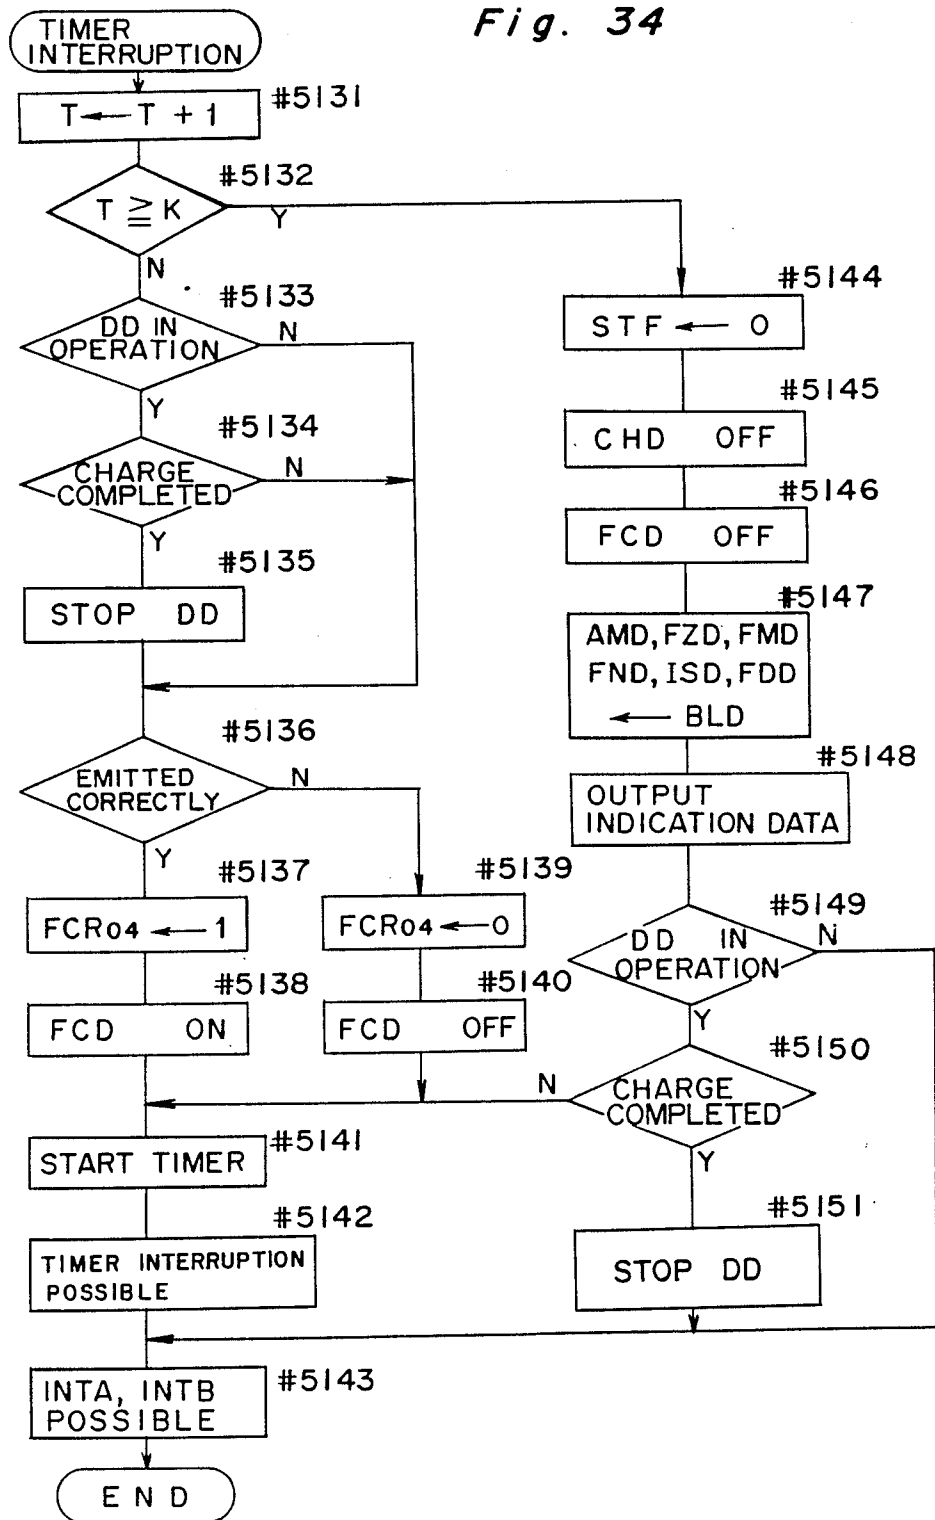 Fig. 34
TIMER
INTERRUPTION
#5131
T ← T + 1
#5132
T ≧ K
Y
N
#5133
DD IN
OPERATION
N
Y
#5134
CHARGE
COMPLETED
N
Y
#5135
STOP DD
#5136
EMITTED
CORRECTLY
N
Y
#5137
FCR04 ← 1
#5138
FCD ON
#5139
FCR04 ← 0
#5140
FCD OFF
#5141
START TIMER
#5142
TIMER INTERRUPTION
POSSIBLE
#5143
INTA, INTB
POSSIBLE
END
#5144
STF ← 0
#5145
CHD OFF
#5146
FCD OFF
#5147
AMD, FZD, FMD
FND, ISD, FDD
← BLD
#5148
OUTPUT
INDICATION DATA
#5149
DD IN
OPERATION
N
Y
#5150
CHARGE
COMPLETED
N
Y
#5151
STOP DD